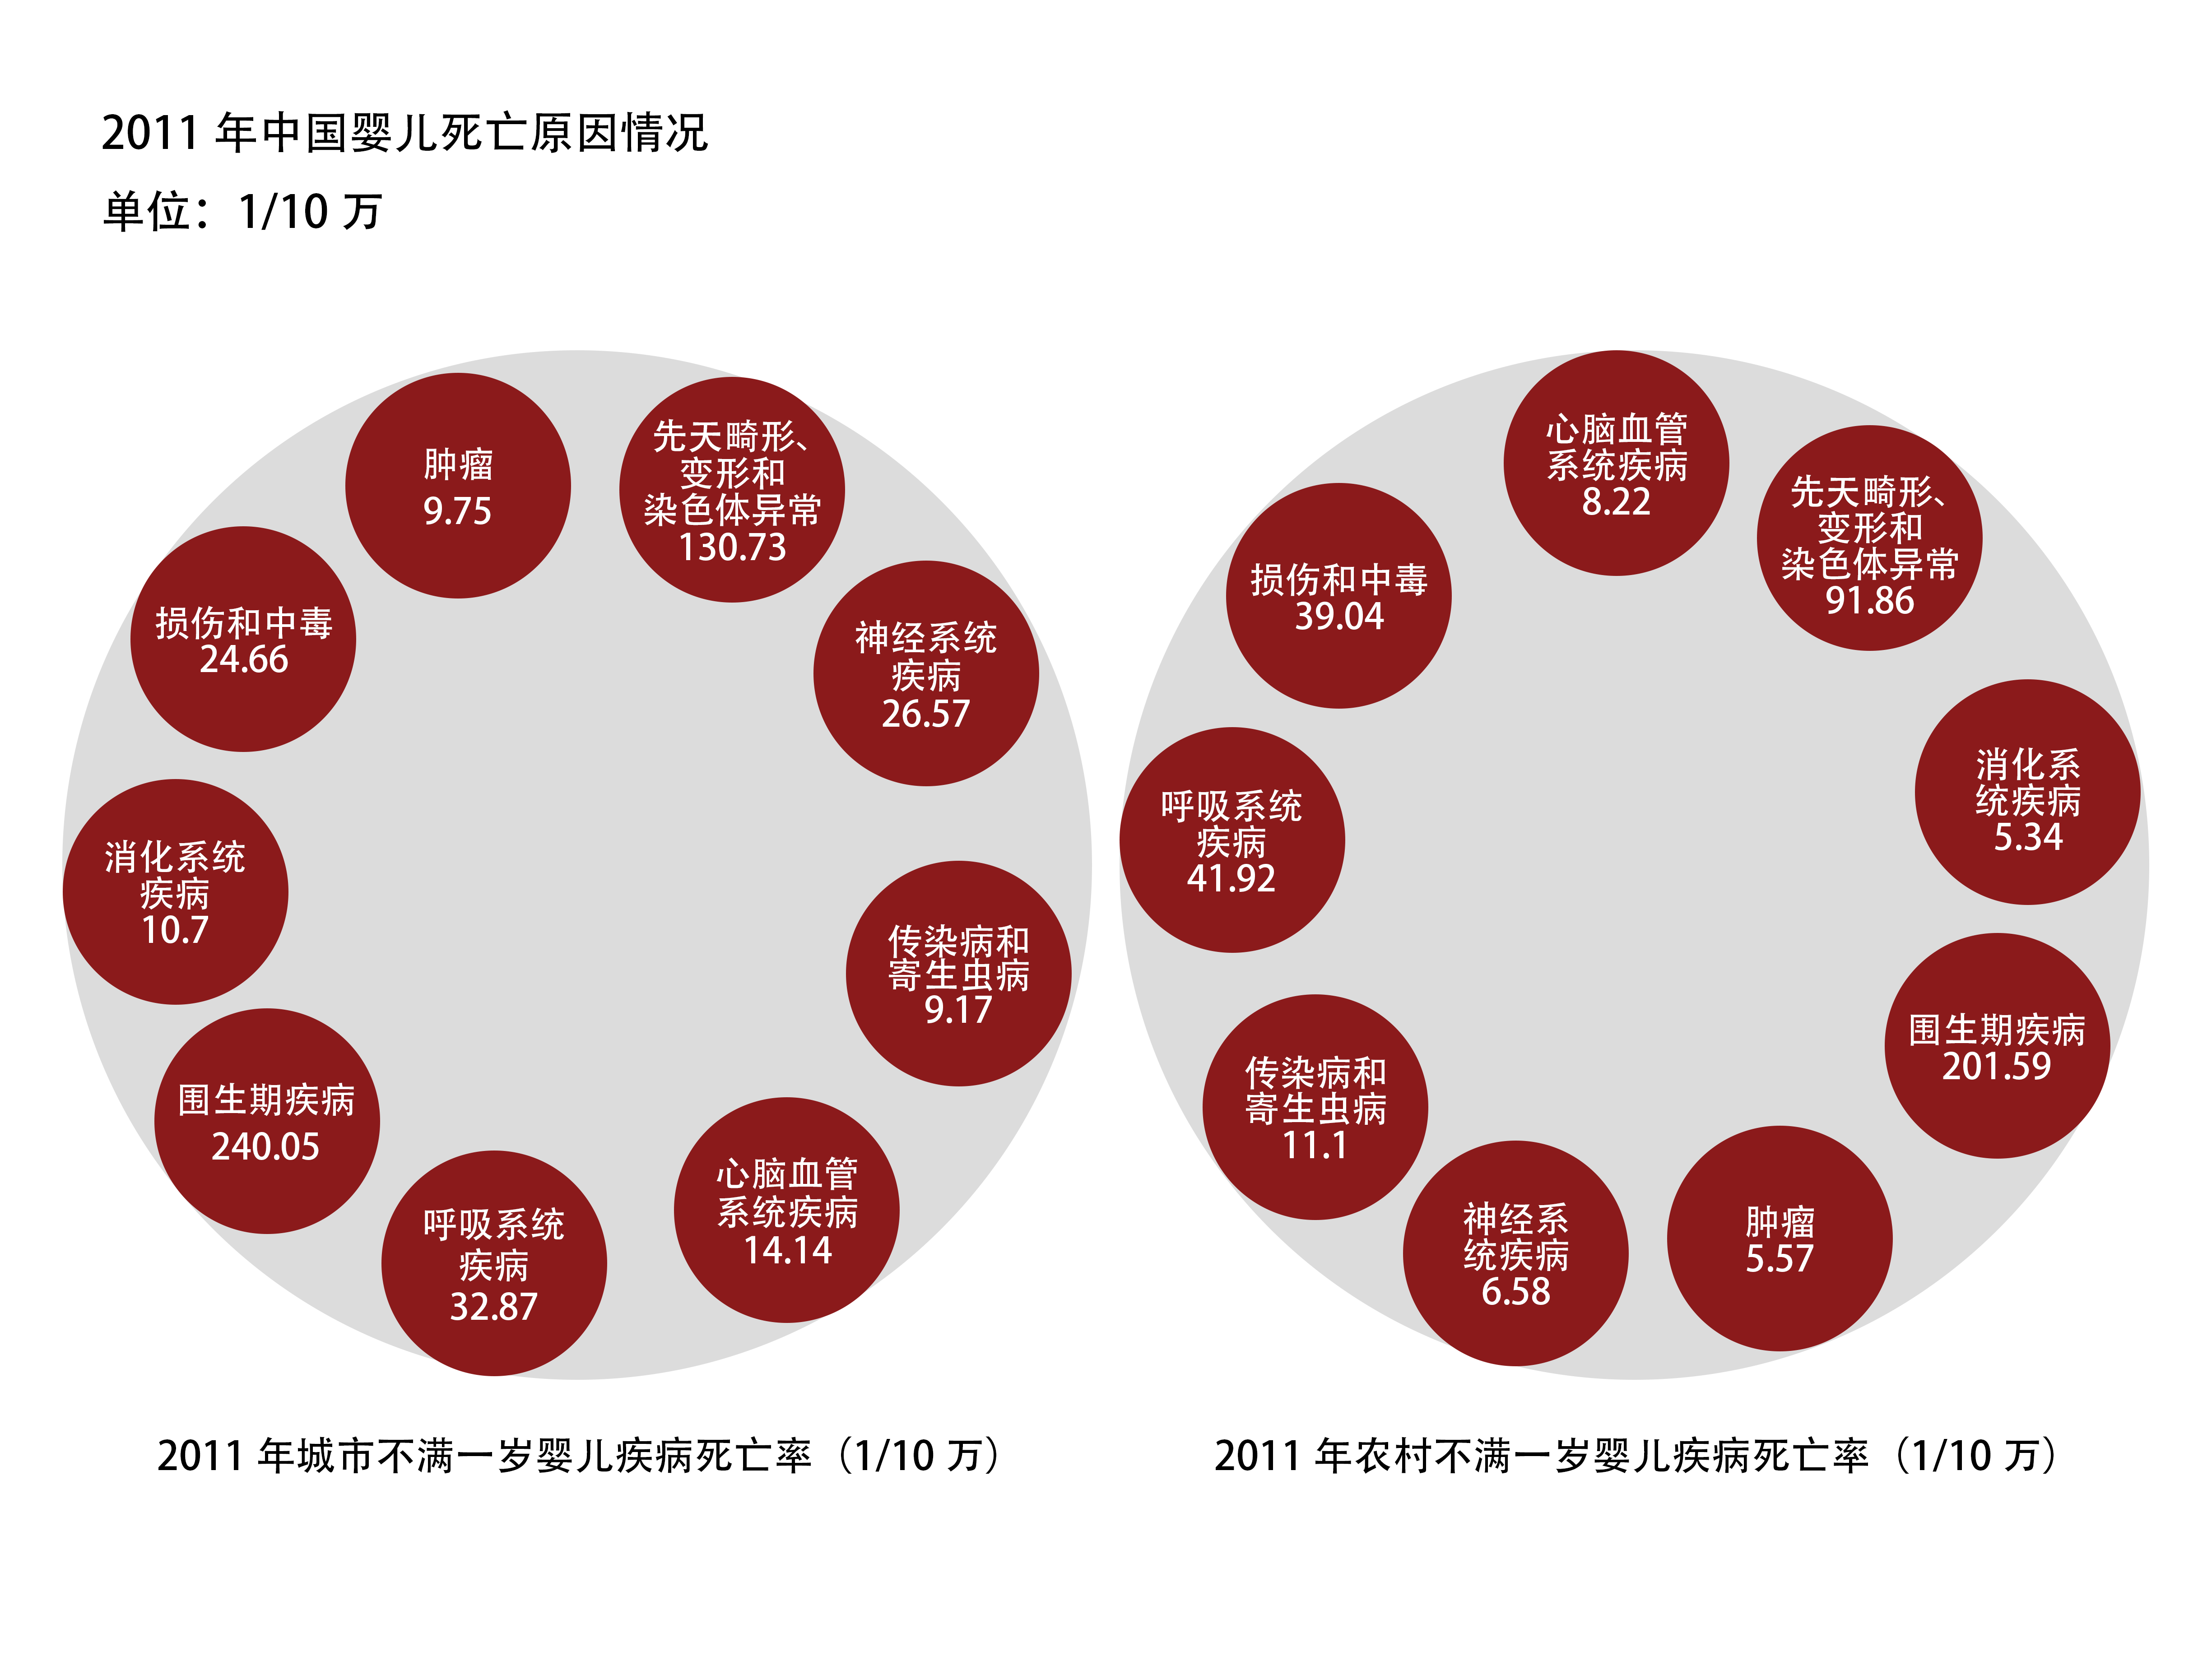 2011 年中国婴儿死亡原因情况
单位：1/10 万
肿瘤
9.75
先天畸形、
变形和
染色体异常
130.73
损伤和中毒
24.66
神经系统
疾病
26.57
消化系统
疾病
10.7
传染病和
寄生虫病
9.17
围生期疾病
240.05
心脑血管
系统疾病
14.14
呼吸系统
疾病
32.87
2011 年城市不满一岁婴儿疾病死亡率（1/10 万）
心脑血管
系统疾病
8.22
先天畸形、
变形和
染色体异常
91.86
损伤和中毒
39.04
消化系
统疾病
5.34
呼吸系统
疾病
41.92
围生期疾病
201.59
传染病和
寄生虫病
11.1
肿瘤
5.57
神经系
统疾病
6.58
2011 年农村不满一岁婴儿疾病死亡率（1/10 万）